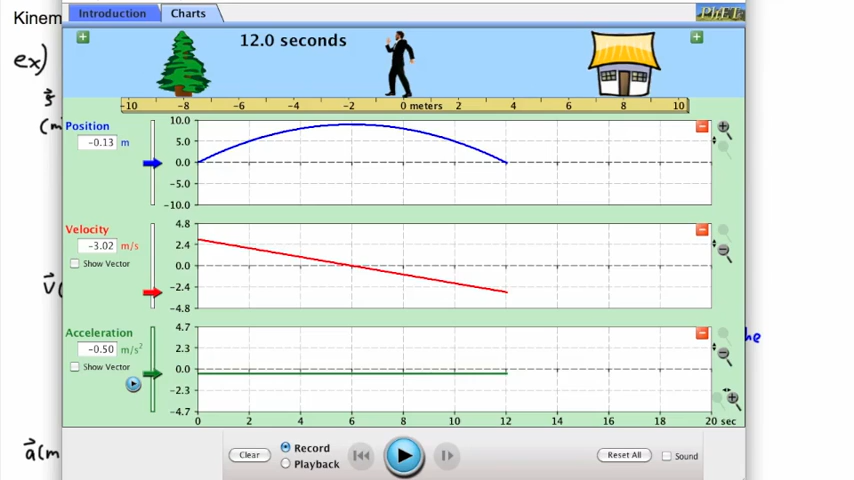 Introduction
Charts
PhET
Kinem
ex)
12.0 seconds
-10 -8 -6 -4 -2 0 meters 2 4 6 8 10
(m
Position
-0.13 m
10.0
5.0
0.0
-5.0
-10.0
Velocity
-3.02 m/s
Show Vector
4.8
2.4
0.0
-2.4
-4.8
v(
Acceleration
-0.50 m/s²
Show Vector
4.7
2.3
0.0
-2.3
-4.7
he
0 2 4 6 8 10 12 14 16 18 20 sec
a(m
Clear
Record
Playback
Reset All
Sound